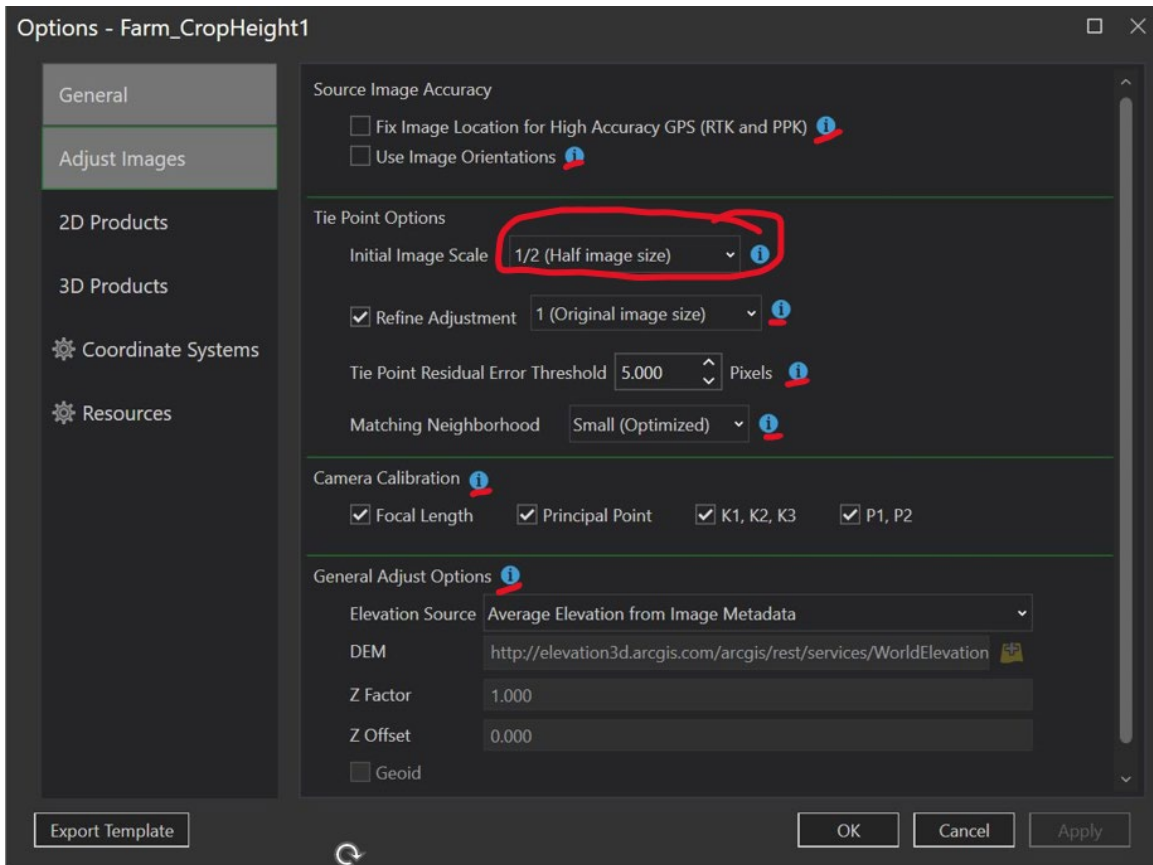 Options - Farm_CropHeight1
General
Adjust Images
2D Products
3D Products
Coordinate Systems
Resources
Source Image Accuracy
Fix Image Location for High Accuracy GPS (RTK and PPK)
Use Image Orientations
Tie Point Options
Initial Image Scale 1/2 (Half image size)
Refine Adjustment 1 (Original image size)
Tie Point Residual Error Threshold 5.000 Pixels
Matching Neighborhood Small (Optimized)
Camera Calibration
Focal Length Principal Point K1, K2, K3 P1, P2
General Adjust Options
Elevation Source Average Elevation from Image Metadata
DEM http://elevation3d.arcgis.com/arcgis/rest/services/WorldElevation
Z Factor 1.000
Z Offset 0.000
Geoid
Export Template OK Cancel Apply